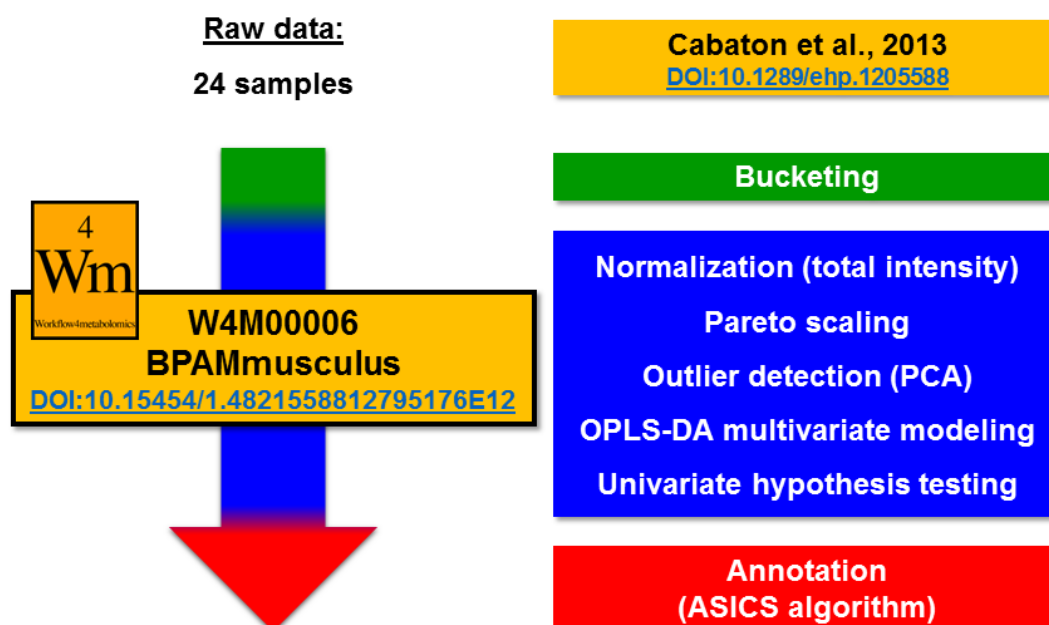 Raw data:
24 samples
Cabaton et al., 2013
DOI:10.1289/ehp.1205588
Bucketing
4
Wm
Workflow4metabolomics
W4M00006
BPAMmusculus
DOI:10.15454/1.4821558812795176E12
Normalization (total intensity)
Pareto scaling
Outlier detection (PCA)
OPLS-DA multivariate modeling
Univariate hypothesis testing
Annotation
(ASICS algorithm)